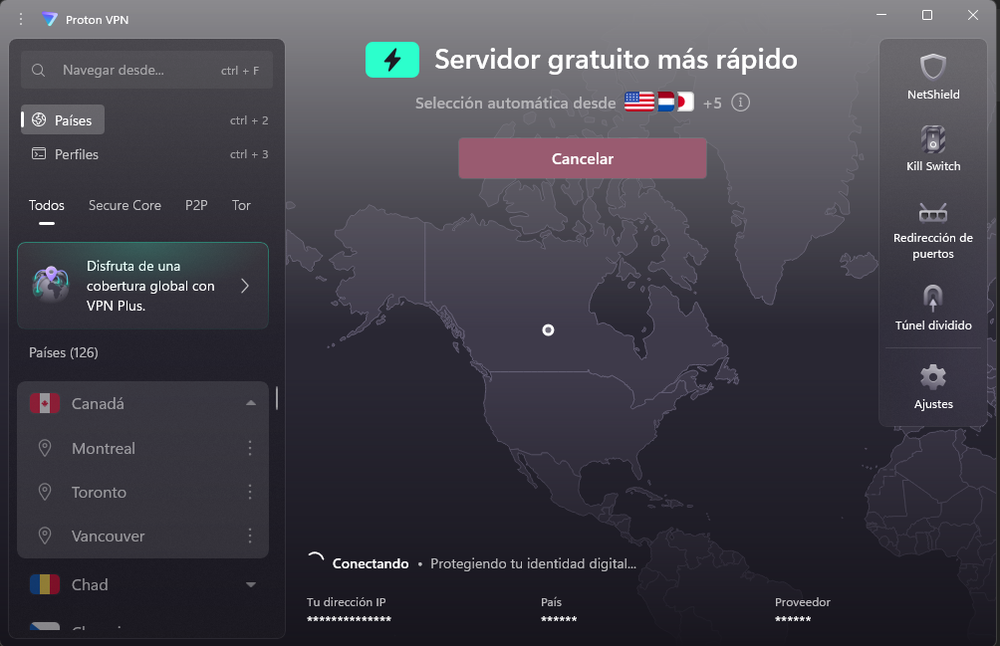 Proton VPN
Navegar desde...
ctrl + F
Países
ctrl + 2
Perfiles
ctrl + 3
Todos
Secure Core
P2P
Tor
Disfruta de una
cobertura global con
VPN Plus.
Países (126)
Canadá
Montreal
Toronto
Vancouver
Chad
Servidor gratuito más rápido
Selección automática desde
+5
Cancelar
Conectando • Protegiendo tu identidad digital...
Tu dirección IP
**************
País
******
Proveedor
******
NetShield
Kill Switch
Redirección de
puertos
Túnel dividido
Ajustes